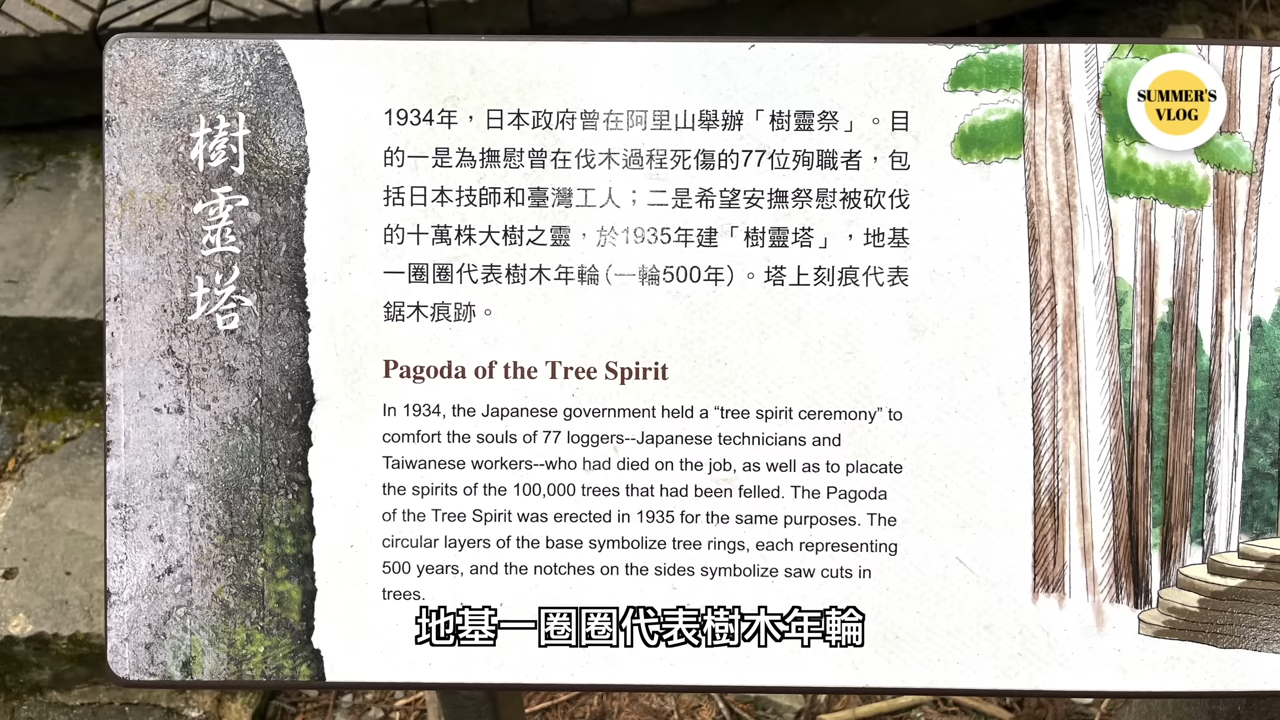 樹靈塔
1934年，日本政府曾在阿里山舉辦「樹靈祭」。目
的一是為撫慰曾在伐木過程死傷的77位殉職者，包
括日本技師和臺灣工人；二是希望安撫祭慰被砍伐
的十萬株大樹之靈，於1935年建「樹靈塔」，地基
一圈圈代表樹木年輪(一輪500年)。塔上刻痕代表
鋸木痕跡。
Pagoda of the Tree Spirit
In 1934, the Japanese government held a “tree spirit ceremony” to
comfort the souls of 77 loggers--Japanese technicians and
Taiwanese workers--who had died on the job, as well as to placate
the spirits of the 100,000 trees that had been felled. The Pagoda
of the Tree Spirit was erected in 1935 for the same purposes. The
circular layers of the base symbolize tree rings, each representing
500 years, and the notches on the sides symbolize saw cuts in
trees.
地基一圈圈代表樹木年輪
SUMMER'S
VLOG